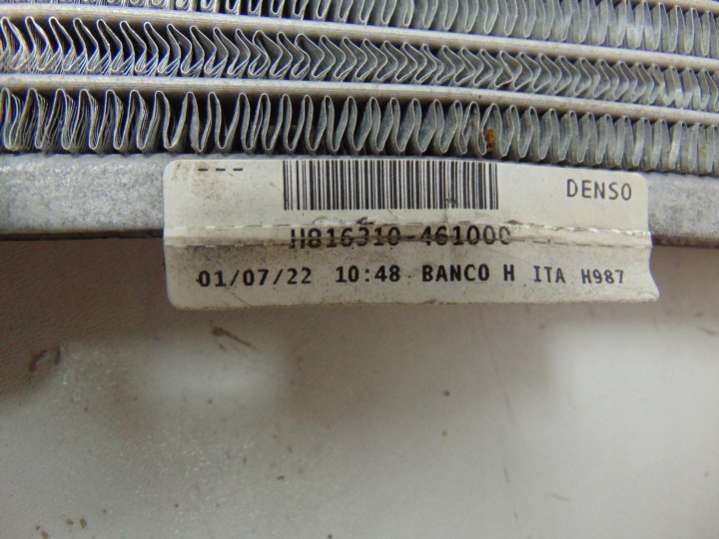 ---
DENSO
H816310-461000
01/07/22 10:48 BANCO H ITA H987